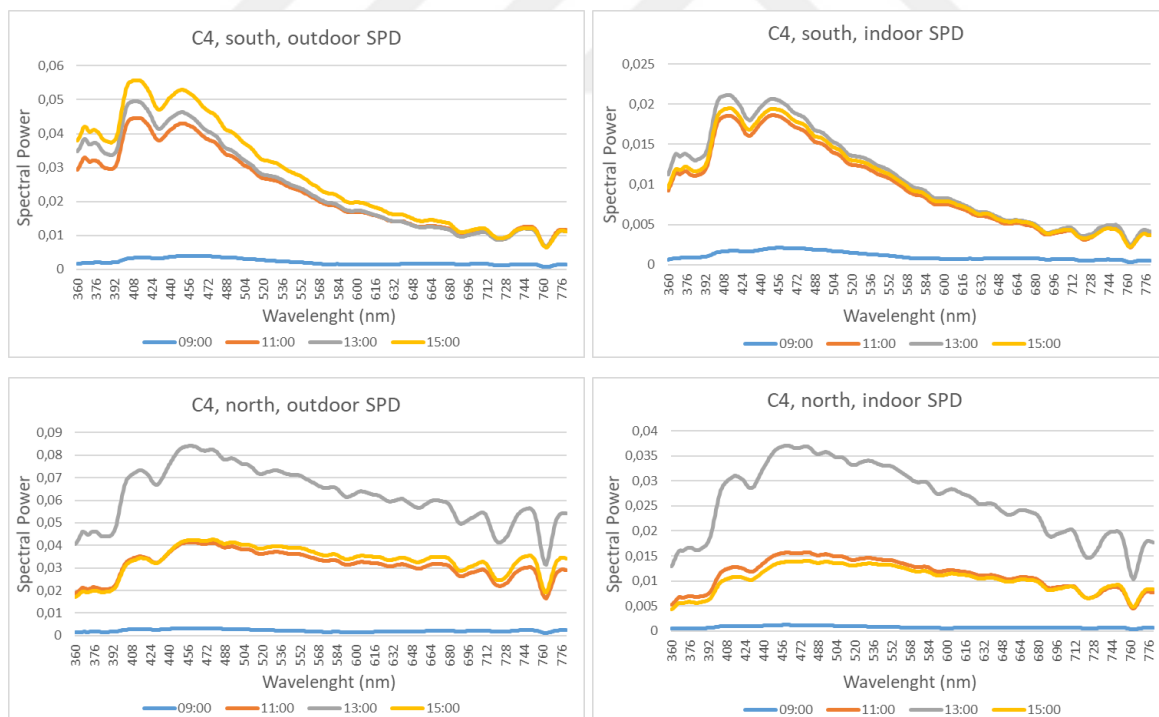 C4, south, outdoor SPD
0,06
0,05
0,04
0,03
0,02
0,01
0
Spectral Power
360 376 392 408 424 440 456 472 488 504 520 536 552 568 584 600 616 632 648 664 680 696 712 728 744 760 776
Wavelenght (nm)
09:00 11:00 13:00 15:00
C4, south, indoor SPD
0,025
0,02
0,015
0,01
0,005
0
Spectral Power
360 376 392 408 424 440 456 472 488 504 520 536 552 568 584 600 616 632 648 664 680 696 712 728 744 760 776
Wavelenght (nm)
09:00 11:00 13:00 15:00
C4, north, outdoor SPD
0,09
0,08
0,07
0,06
0,05
0,04
0,03
0,02
0,01
0
Spectral Power
360 376 392 408 424 440 456 472 488 504 520 536 552 568 584 600 616 632 648 664 680 696 712 728 744 760 776
Wavelenght (nm)
09:00 11:00 13:00 15:00
C4, north, indoor SPD
0,04
0,035
0,03
0,025
0,02
0,015
0,01
0,005
0
Spectral Power
360 376 392 408 424 440 456 472 488 504 520 536 552 568 584 600 616 632 648 664 680 696 712 728 744 760 776
Wavelenght (nm)
09:00 11:00 13:00 15:00